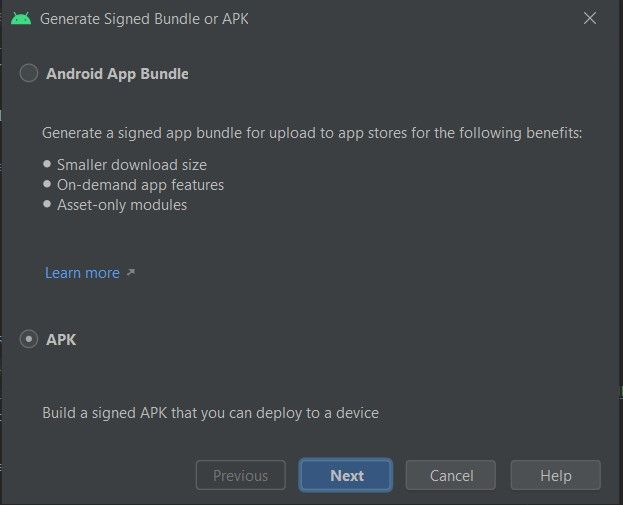 Generate Signed Bundle or APK
Android App Bundle
Generate a signed app bundle for upload to app stores for the following benefits:
Smaller download size
On-demand app features
Asset-only modules
Learn more
APK
Build a signed APK that you can deploy to a device
Previous Next Cancel Help